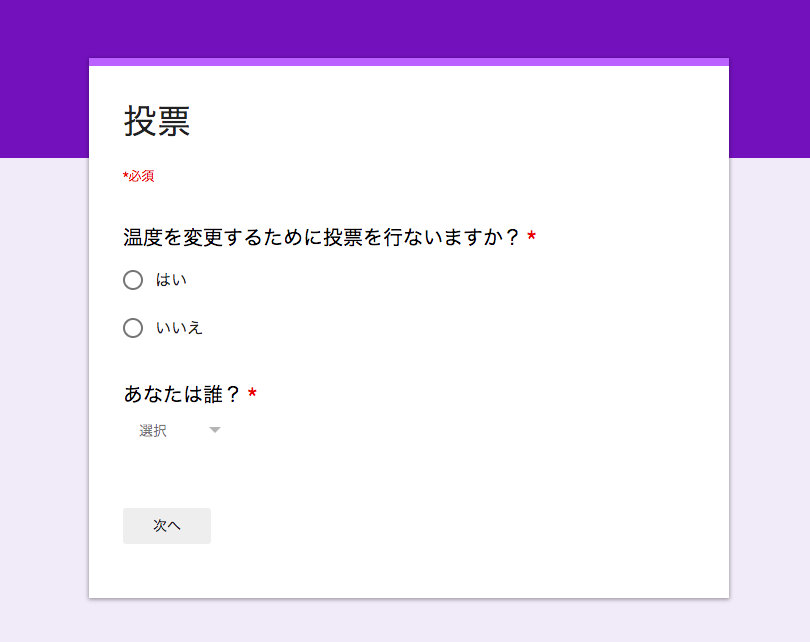 投票
*必須
温度を変更するために投票を行ないますか？ *
はい
いいえ
あなたは誰？ *
選択
次へ